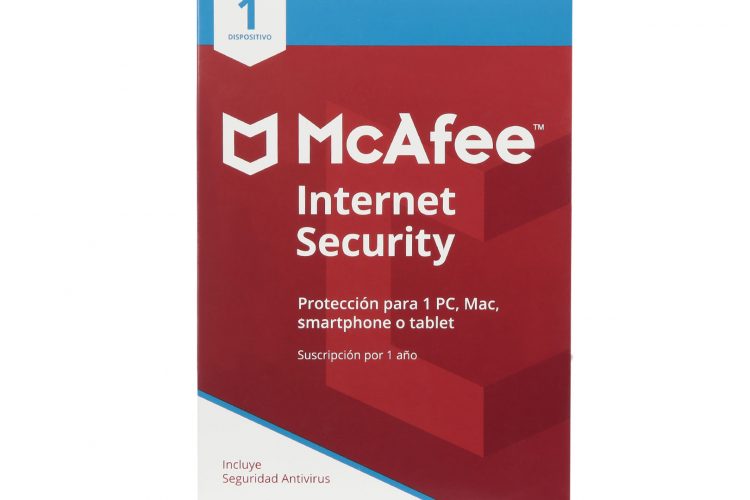 1
DISPOSITIVO
McAfee™
Internet
Security
Protección para 1 PC, Mac,
smartphone o tablet
Suscripción por 1 año
Incluye
Seguridad Antivirus